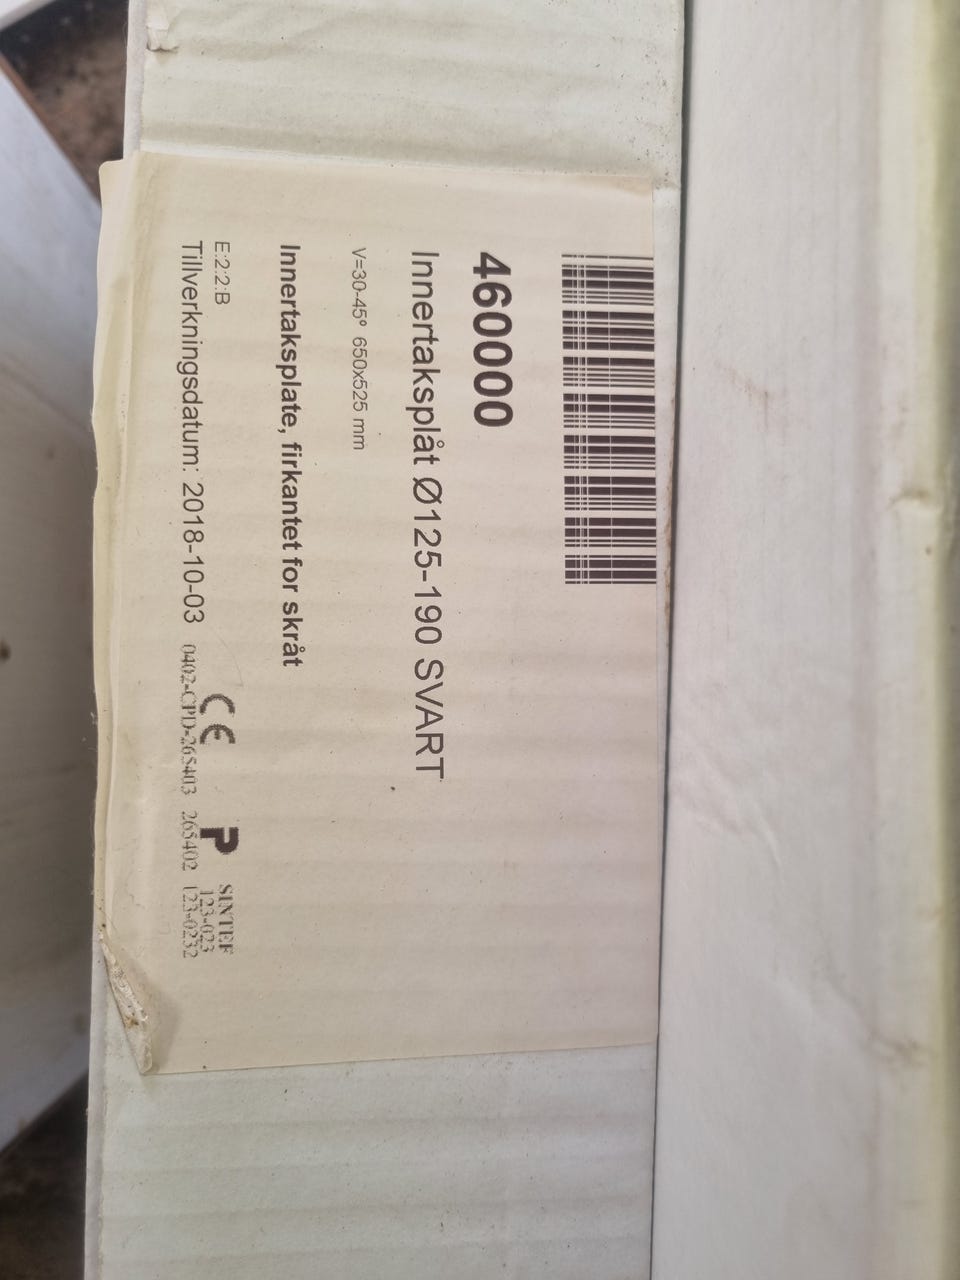 460000
Innertaksplåt Ø125-190 SVART
V=30-45° 650x525 mm
Innertaksplate, firkantet for skråt
E:2:2:B
Tillverkningsdatum: 2018-10-03
CE
0402-CPD-265403
P
265402
SINTEF
123-023
123-0232